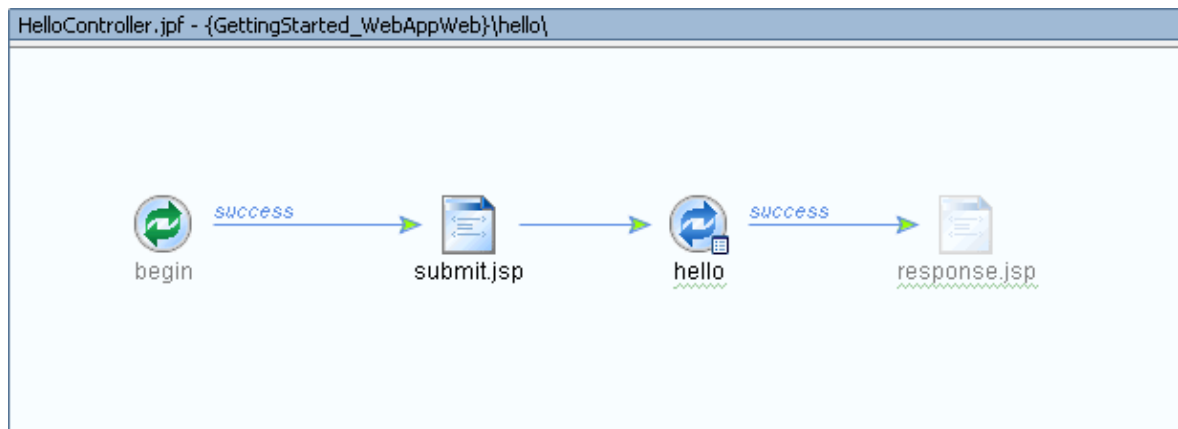 HelloController.jpf - {GettingStarted_WebAppWeb}\hello\
success
success
begin
submit.jsp
hello
response.jsp